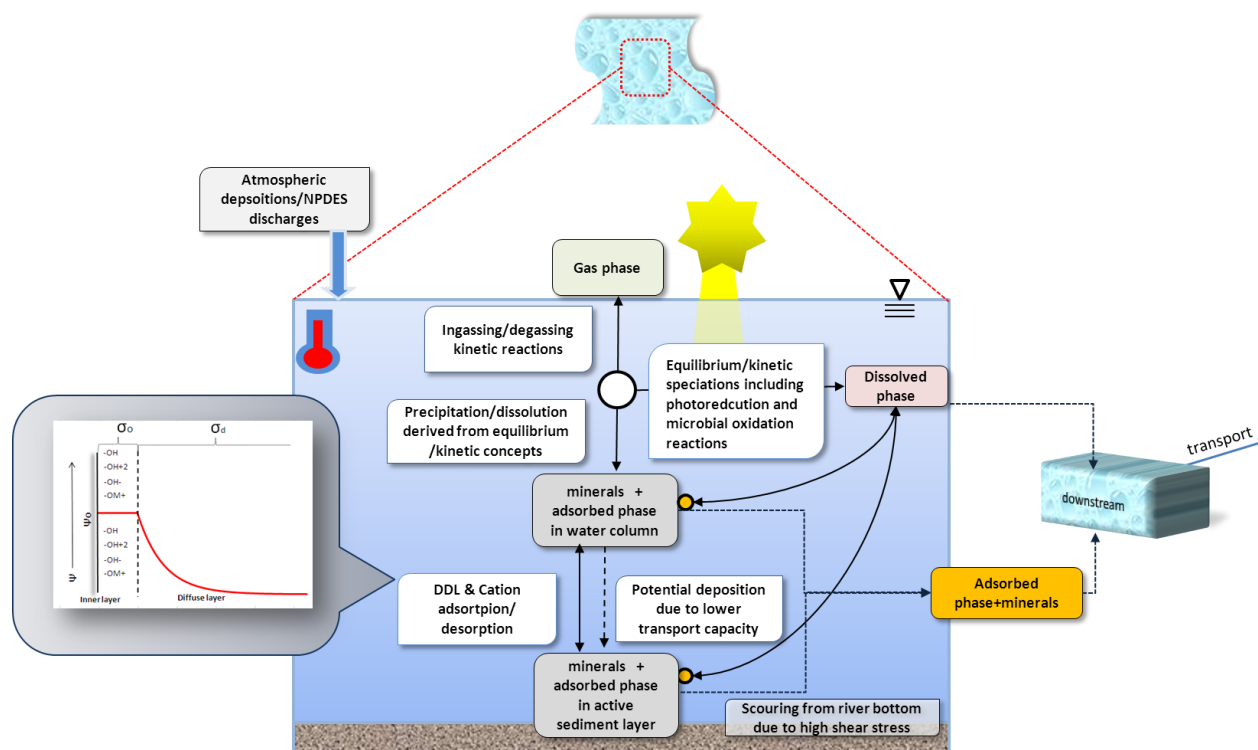 Atmospheric
depsoitions/NPDES
discharges
Gas phase
Ingassing/degassing
kinetic reactions
Equilibrium/kinetic
speciations including
photoredcution and
microbial oxidation
reactions
Dissolved
phase
Precipitation/dissolution
derived from equilibrium
/kinetic concepts
transport
downstream
minerals +
adsorbed phase
in water column
σo
σd
-OH
-OH+2
-OH-
-OM+
Ψo
-OH
-OH+2
-OH-
-OM+
Ψ
Inner layer
Diffuse layer
DDL & Cation
adsortpion/
desorption
Potential deposition
due to lower
transport capacity
Adsorbed
phase+minerals
minerals +
adsorbed phase
in active
sediment layer
Scouring from river bottom
due to high shear stress